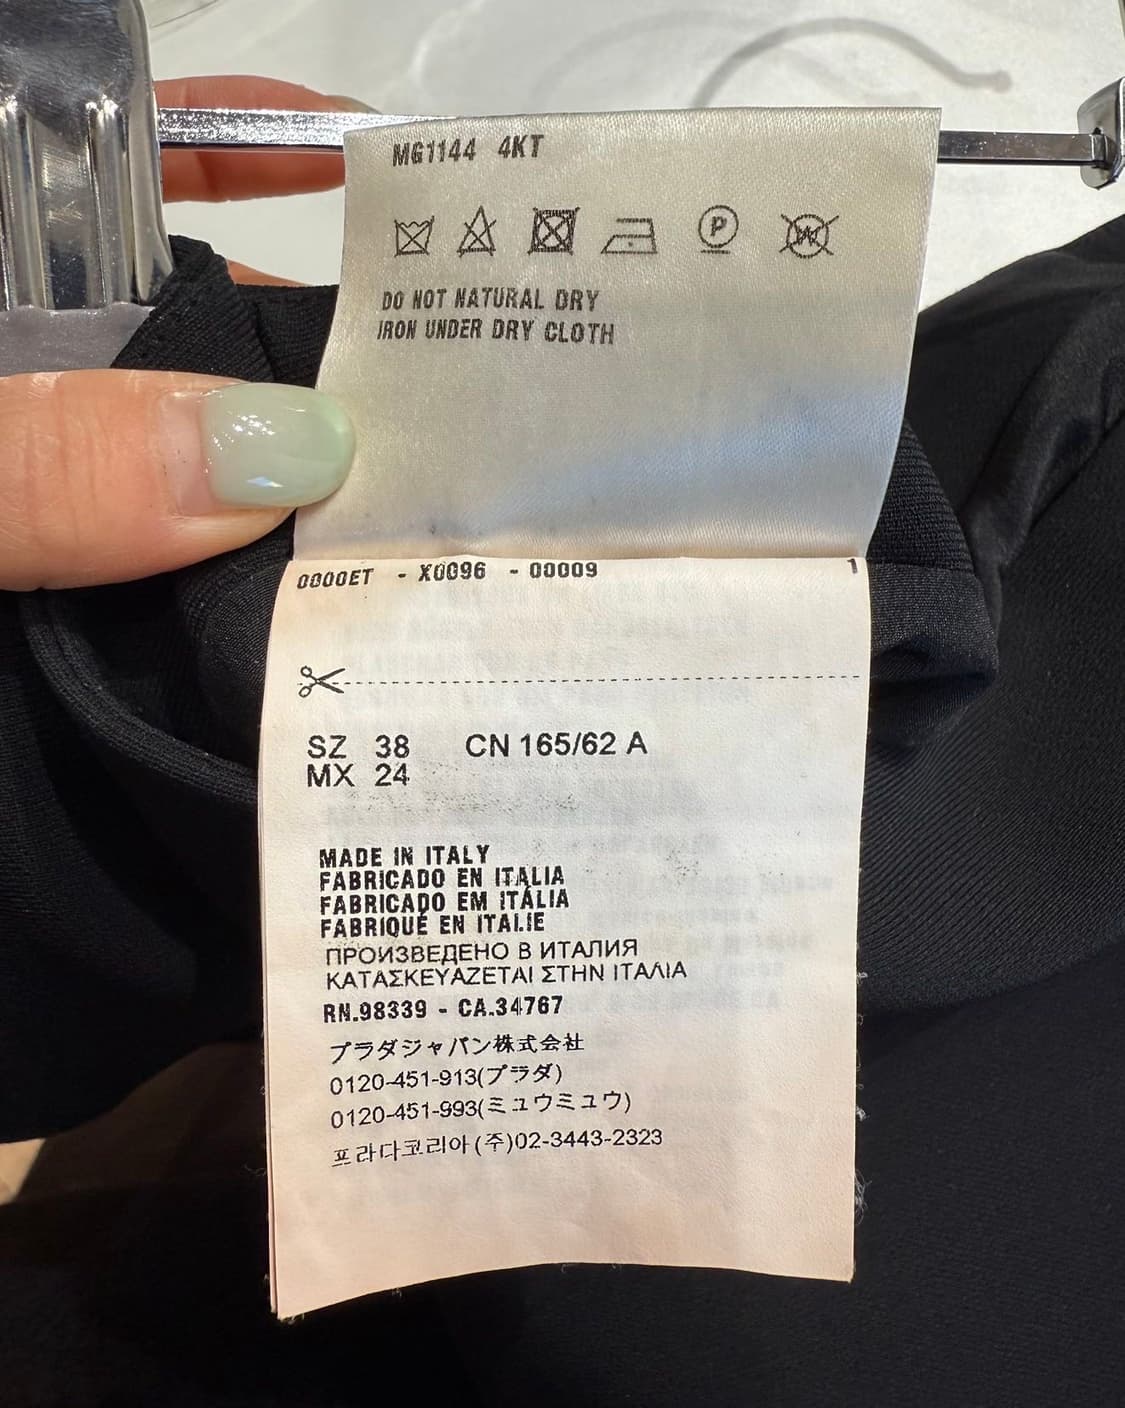 MG1144 4KT
P
W
DO NOT NATURAL DRY
IRON UNDER DRY CLOTH
0000ET - X0096 - 00009 1
SZ 38 CN 165/62 A
MX 24
MADE IN ITALY
FABRICADO EN ITALIA
FABRICADO EM ITÁLIA
FABRIQUÉ EN ITALIE
ПРОИЗВЕДЕНО В ИТАЛИЯ
ΚΑΤΑΣΚΕΥΑΖΕΤΑΙ ΣΤΗΝ ΙΤΑΛΙΑ
RN.98339 - CA.34767
プラダジャパン株式会社
0120-451-913(プラダ)
0120-451-993(ミュウミュウ)
프라다코리아(주)02-3443-2323